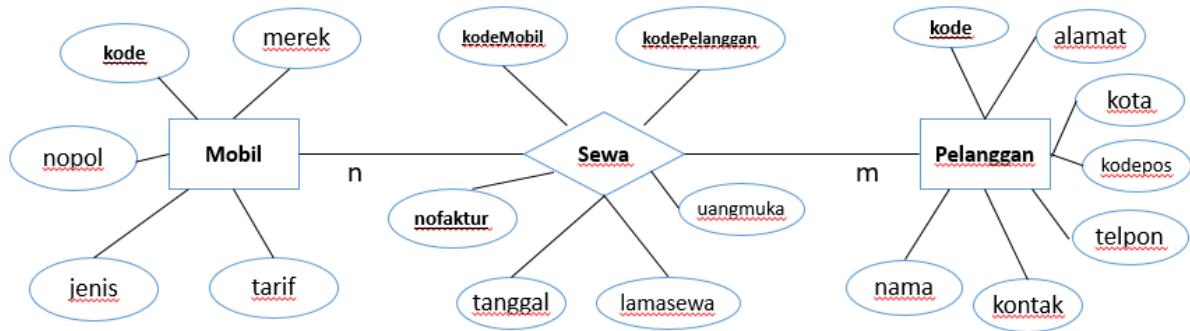 kode
merek
nopol
Mobil
jenis
tarif
n
kodeMobil
kodePelanggan
Sewa
nofaktur
uangmuka
tanggal
lamasewa
m
kode
alamat
kota
Pelanggan
kodepos
telpon
nama
kontak